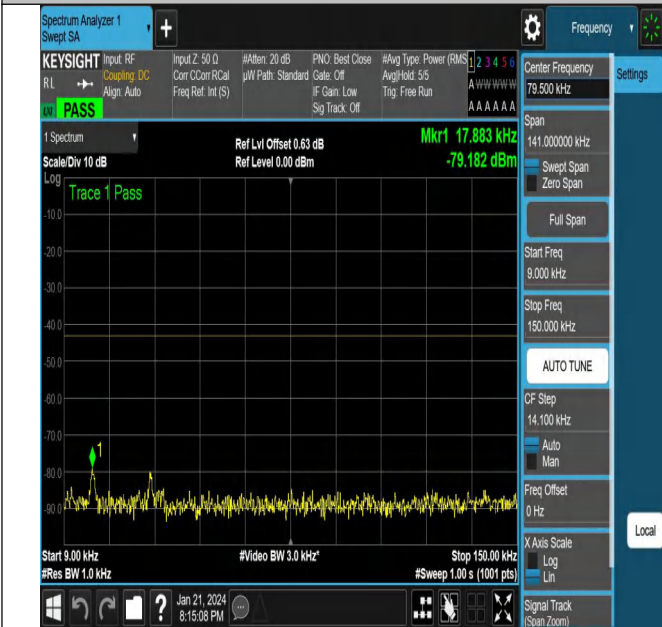 Spectrum Analyzer 1
Swept SA
Frequency
KEYSIGHT
RL
PASS
Input: RF
Coupling: DC
Align: Auto
Input Z: 50 Ω
Corr CCorr RCal
Freq Ref: Int (S)
#Atten: 20 dB
µW Path: Standard
PNO: Best Close
Gate: Off
IF Gain: Low
Sig Track: Off
#Avg Type: Power (RMS
Avg|Hold: 5/5
Trig: Free Run
1 2 3 4 5 6
A W W W W W
A A A A A A
1 Spectrum
Scale/Div 10 dB
Log
Ref Lvl Offset 0.63 dB
Ref Level 0.00 dBm
Mkr1 17.883 kHz
-79.182 dBm
Trace 1 Pass
-10.0
-20.0
-30.0
-40.0
-50.0
-60.0
-70.0
-80.0
-90.0
1
Start 9.00 kHz
#Res BW 1.0 kHz
#Video BW 3.0 kHz*
Stop 150.00 kHz
#Sweep 1.00 s (1001 pts)
Jan 21, 2024
8:15:08 PM
Center Frequency
79.500 kHz
Settings
Span
141.000000 kHz
Swept Span
Zero Span
Full Span
Start Freq
9.000 kHz
Stop Freq
150.000 kHz
AUTO TUNE
CF Step
14.100 kHz
Auto
Man
Freq Offset
0 Hz
X Axis Scale
Log
Lin
Local
Signal Track
(Span Zoom)